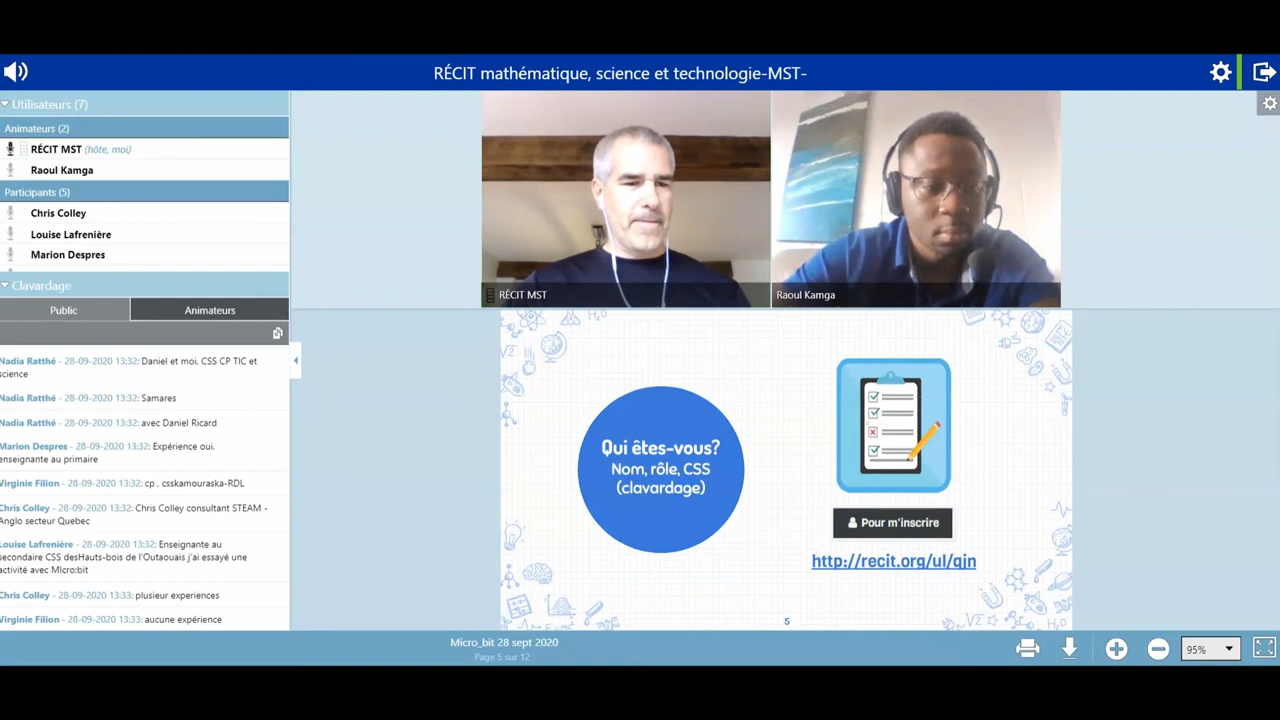 RÉCIT mathématique, science et technologie-MST-
Utilisateurs (7)
Animateurs (2)
RÉCIT MST (hôte, moi)
Raoul Kamga
Participants (5)
Chris Colley
Louise Lafrenière
Marion Despres
Clavardage
Public
Animateurs
Nadia Ratthé - 28-09-2020 13:32: Daniel et moi, CSS CP TIC et
science
Nadia Ratthé - 28-09-2020 13:32: Samares
Nadia Ratthé - 28-09-2020 13:32: avec Daniel Ricard
Marion Despres - 28-09-2020 13:32: Expérience oui,
enseignante au primaire
Virginie Filion - 28-09-2020 13:32: cp , csskamouraska-RDL
Chris Colley - 28-09-2020 13:32: Chris Colley consultant STEAM -
Anglo secteur Quebec
Louise Lafrenière - 28-09-2020 13:32: Enseignante au
secondaire CSS desHauts-bois de l'Outaouais j'ai essayé une
activité avec MIcro:bit
Chris Colley - 28-09-2020 13:33: plusieur experiences
Virginie Filion - 28-09-2020 13:33: aucune expérience
RÉCIT MST
Raoul Kamga
H₂O
√2
Qui êtes-vous?
Nom, rôle, CSS
(clavardage)
Pour m'inscrire
http://recit.org/ul/qjn
5
Micro_bit 28 sept 2020
Page 5 sur 12
95%